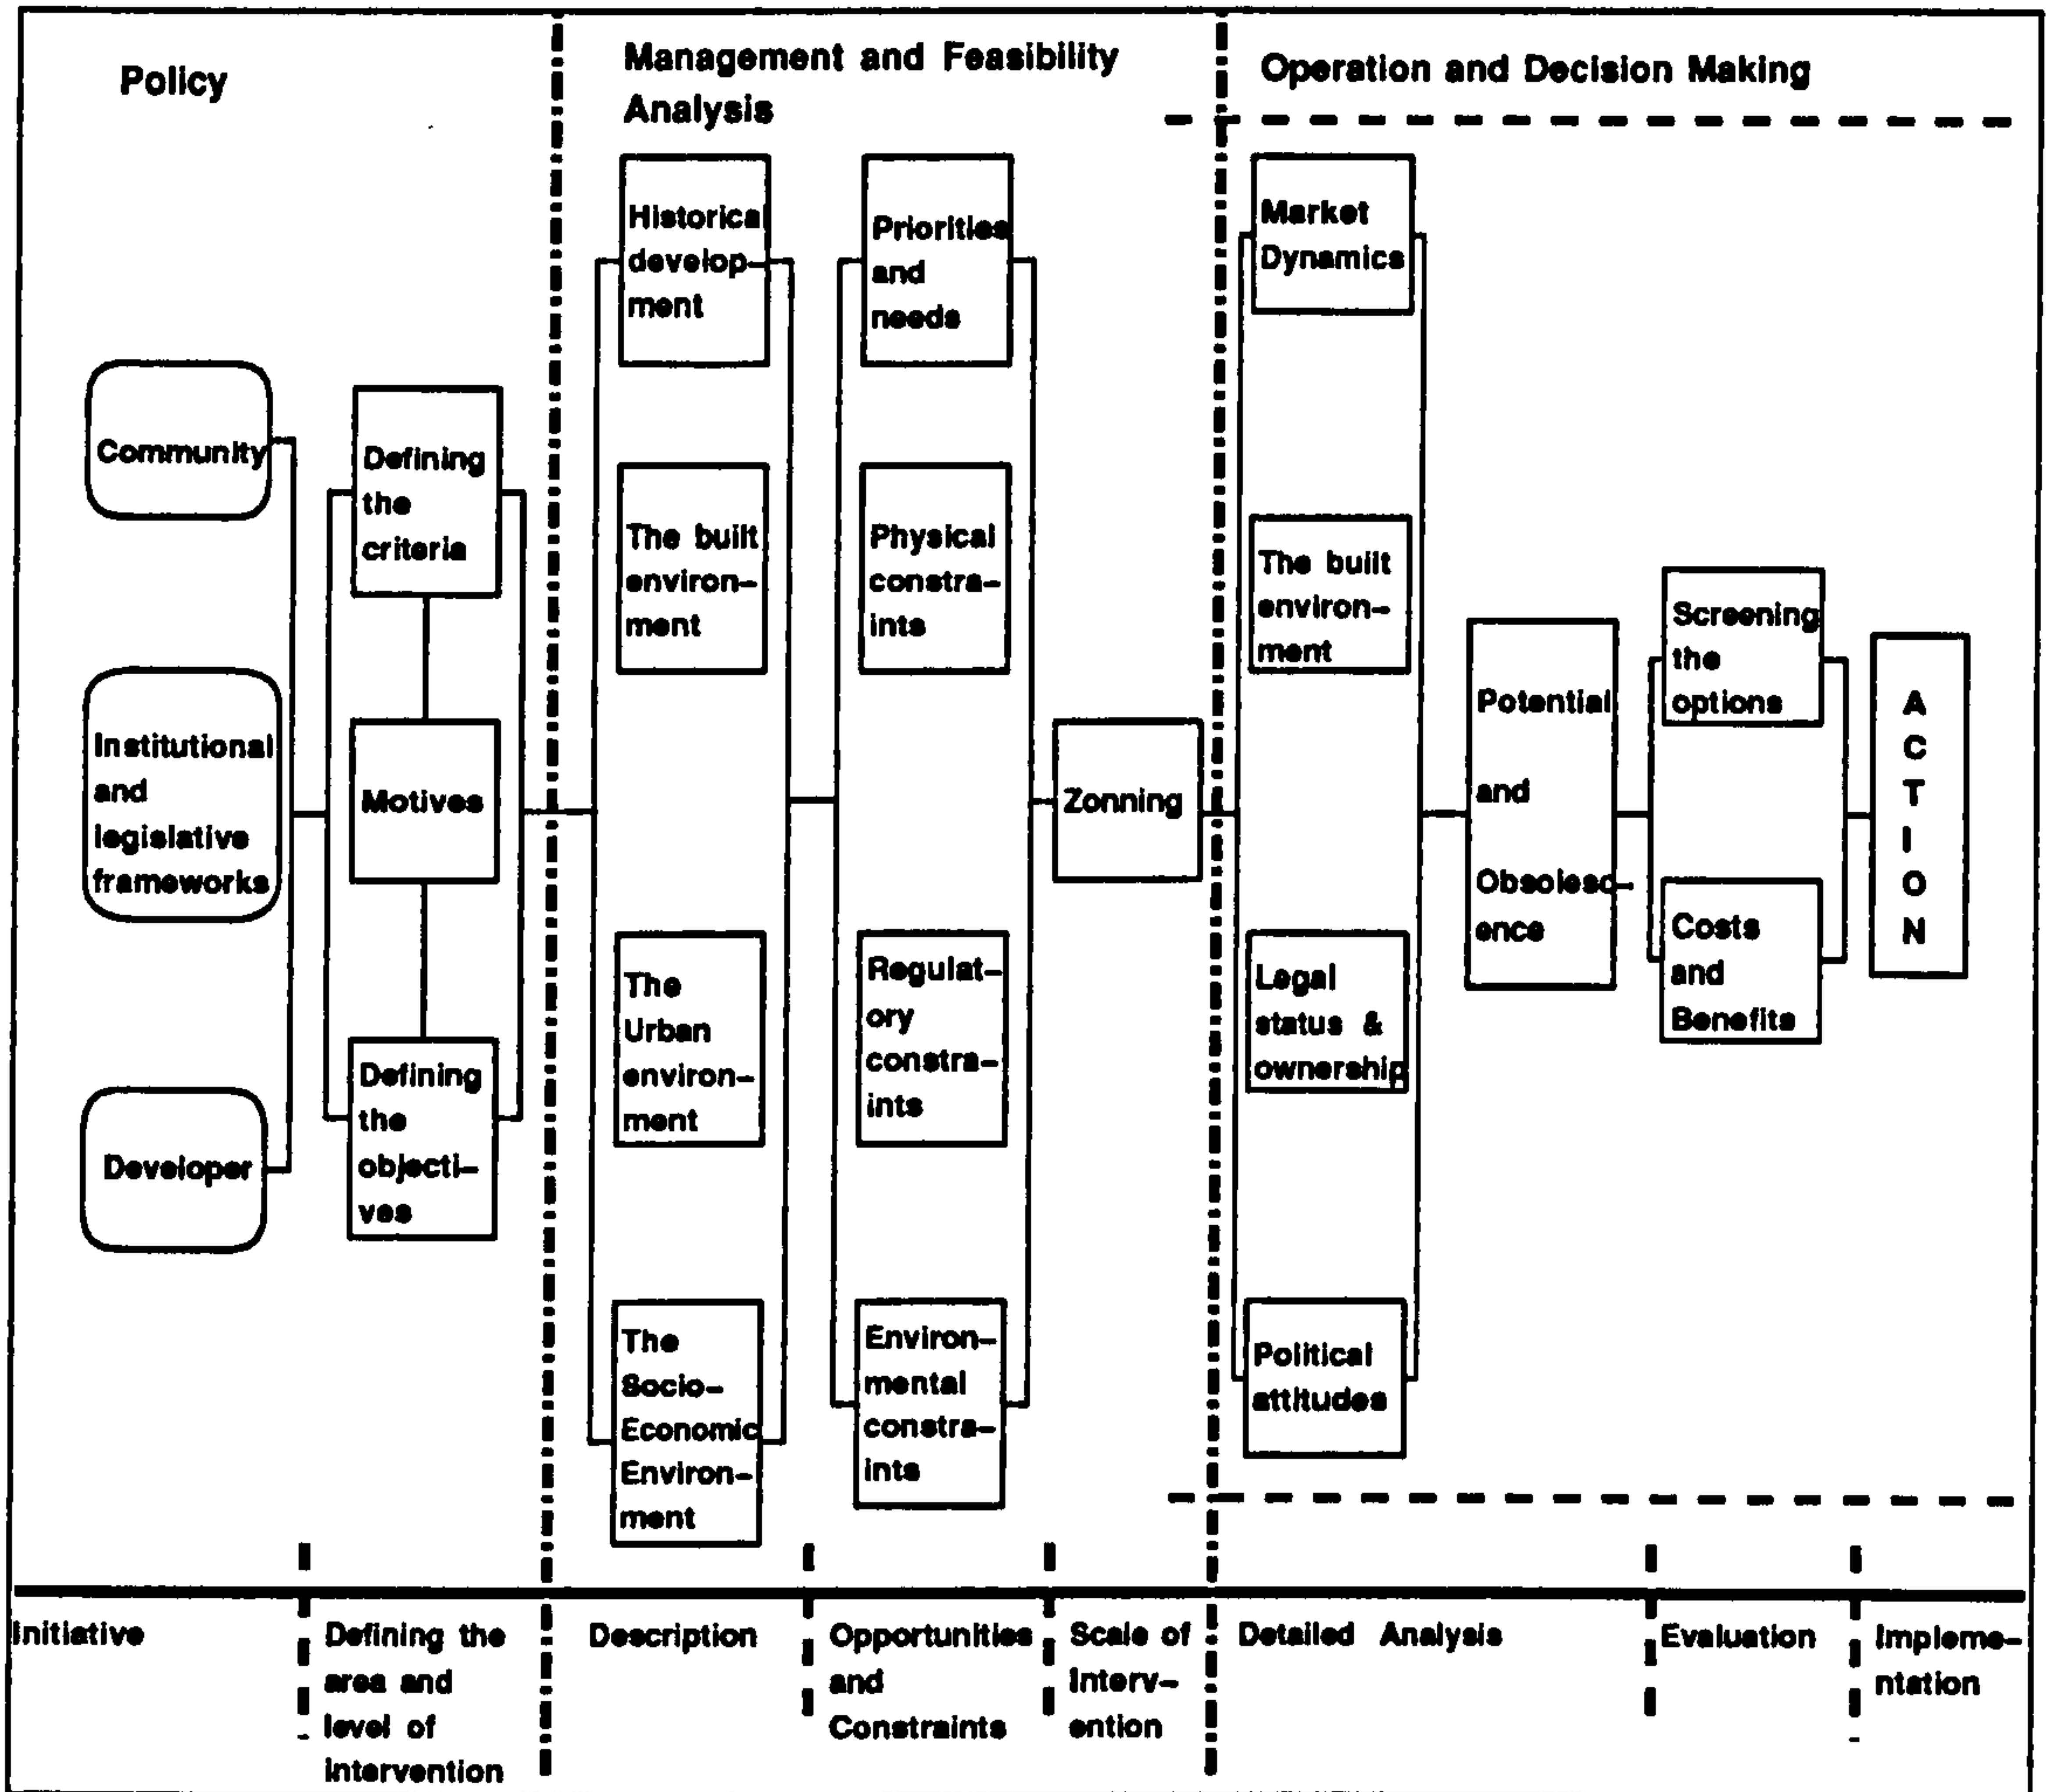 Policy
Management and Feasibility
Analysis
Operation and Decision Making
Community
Institutional
and
legislative
frameworks
Developer
Defining
the
criteria
Motives
Defining
the
objecti-
ves
Historical
develop-
ment
The built
environ-
ment
The
Urban
environ-
ment
The
Socio-
Economic
Environ-
ment
Priorities
and
needs
Physical
constra-
ints
Regulat-
ory
constra-
ints
Environ-
mental
constra-
ints
Zonning
Market
Dynamics
The built
environ-
ment
Legal
status &
ownership
Political
attitudes
Potential
and
Obsolesc-
ence
Screening
the
options
Costs
and
Benefits
A
C
T
I
O
N
Initiative
Defining the
area and
level of
intervention
Description
Opportunities
and
Constraints
Scale of
Interv-
ention
Detailed Analysis
Evaluation
Impleme-
ntation